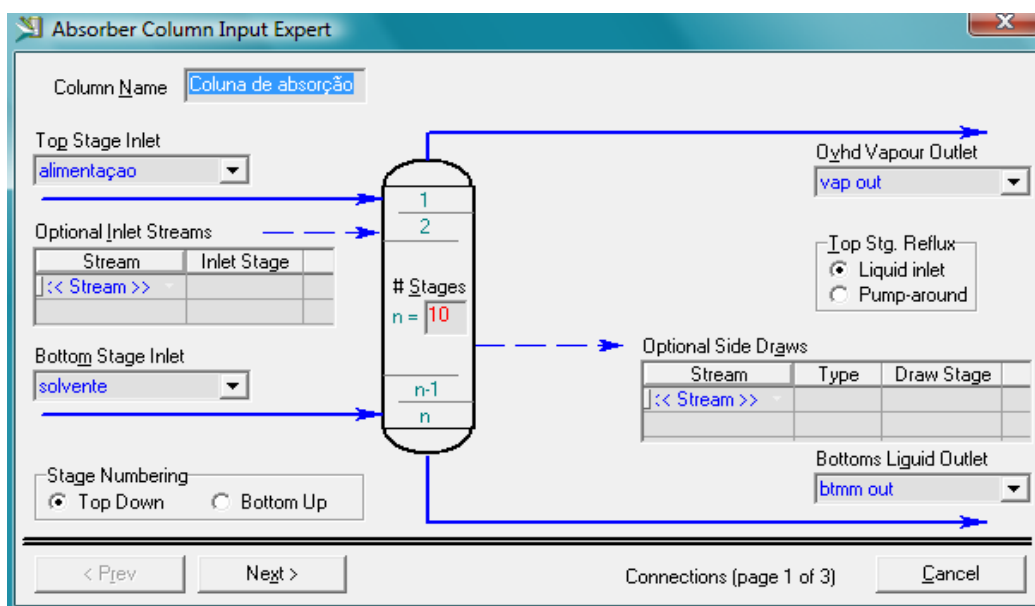 Absorber Column Input Expert
x
Column Name Coluna de absorção
Top Stage Inlet
alimentaçao
Optional Inlet Streams
Stream Inlet Stage
<< Stream >>
Bottom Stage Inlet
solvente
Stage Numbering
Top Down Bottom Up
1
2
# Stages
n = 10
n-1
n
Ovhd Vapour Outlet
vap out
Top Stg. Reflux
Liquid inlet
Pump-around
Optional Side Draws
Stream Type Draw Stage
<< Stream >>
Bottoms Liquid Outlet
btmm out
< Prev Next > Connections (page 1 of 3) Cancel